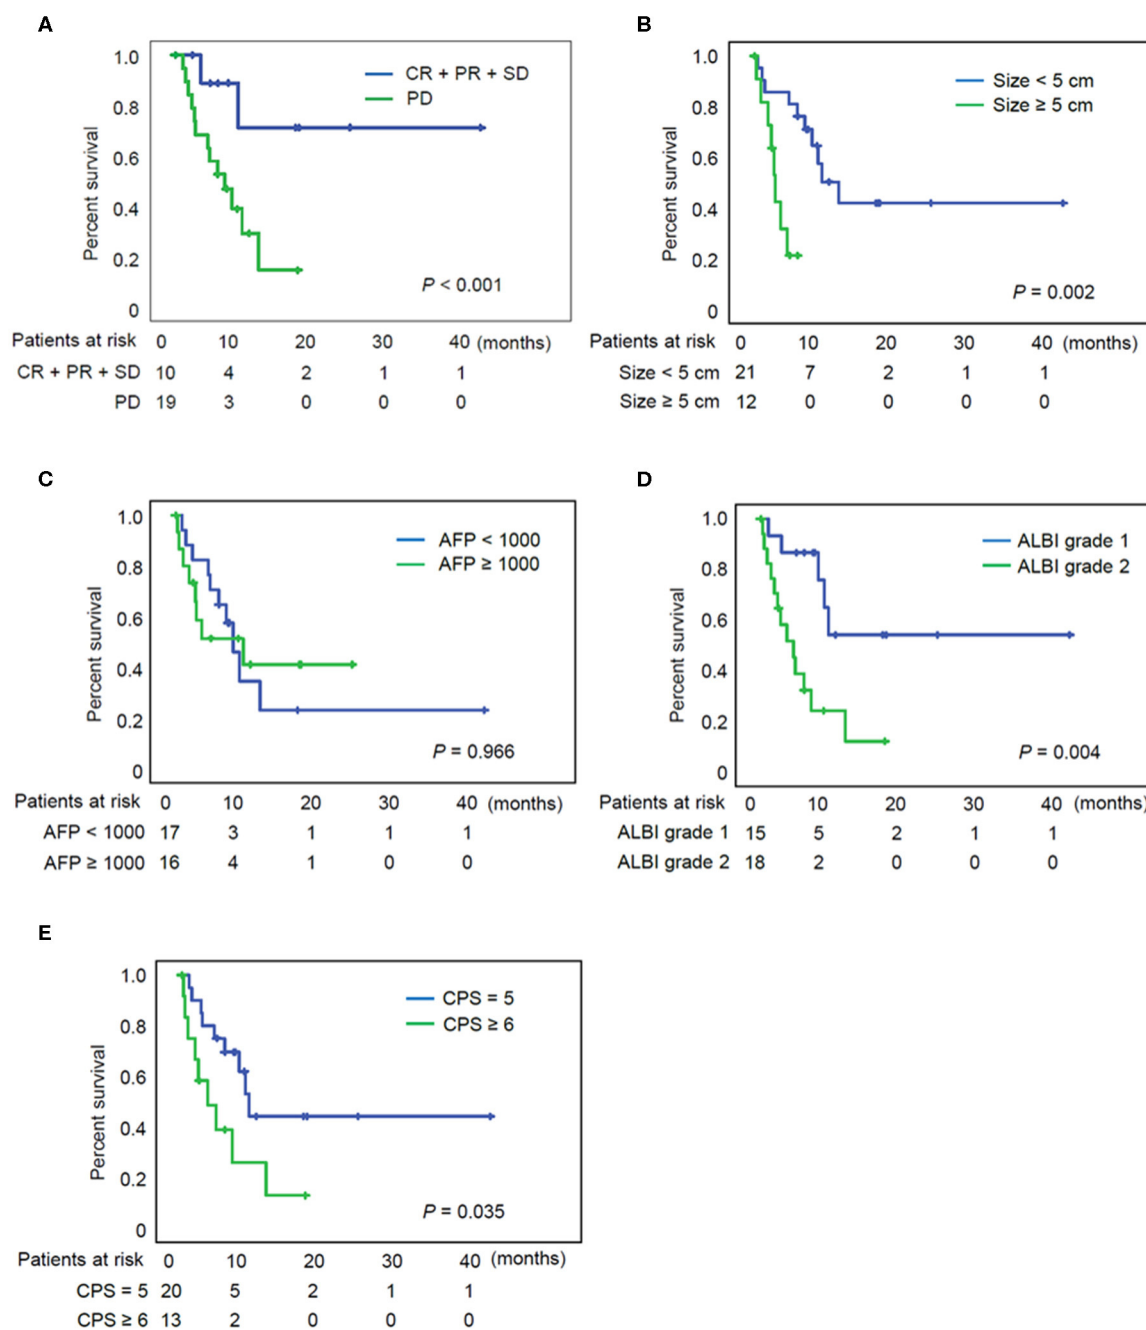 A
Percent survival
1.0
0.8
0.6
0.4
0.2
0
CR + PR + SD
PD
P < 0.001
Patients at risk 0 10 20 30 40 (months)
CR + PR + SD 10 4 2 1 1
PD 19 3 0 0 0
B
Percent survival
1.0
0.8
0.6
0.4
0.2
0
Size < 5 cm
Size ≥ 5 cm
P = 0.002
Patients at risk 0 10 20 30 40 (months)
Size < 5 cm 21 7 2 1 1
Size ≥ 5 cm 12 0 0 0 0
C
Percent survival
1.0
0.8
0.6
0.4
0.2
0
AFP < 1000
AFP ≥ 1000
P = 0.966
Patients at risk 0 10 20 30 40 (months)
AFP < 1000 17 3 1 1 1
AFP ≥ 1000 16 4 1 0 0
D
Percent survival
1.0
0.8
0.6
0.4
0.2
0
ALBI grade 1
ALBI grade 2
P = 0.004
Patients at risk 0 10 20 30 40 (months)
ALBI grade 1 15 5 2 1 1
ALBI grade 2 18 2 0 0 0
E
Percent survival
1.0
0.8
0.6
0.4
0.2
0
CPS = 5
CPS ≥ 6
P = 0.035
Patients at risk 0 10 20 30 40 (months)
CPS = 5 20 5 2 1 1
CPS ≥ 6 13 2 0 0 0